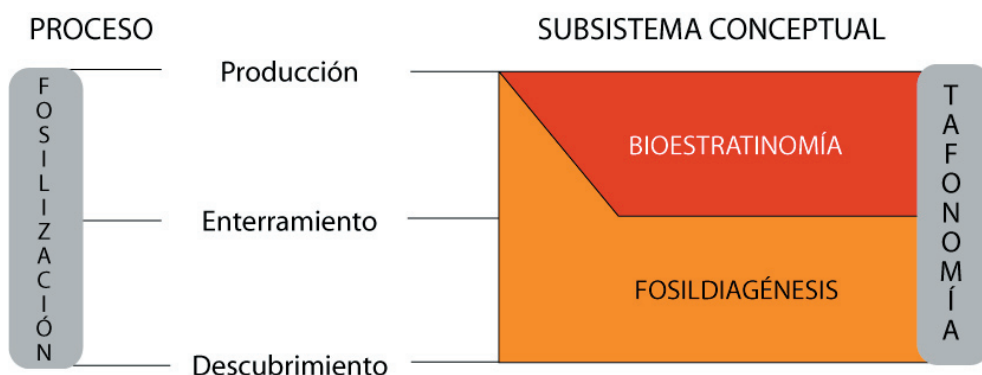 PROCESO
SUBSISTEMA CONCEPTUAL
FOSILIZACIÓN
Producción
Enterramiento
Descubrimiento
BIOESTRATINOMÍA
FOSILDIAGÉNESIS
TAFONOMÍA